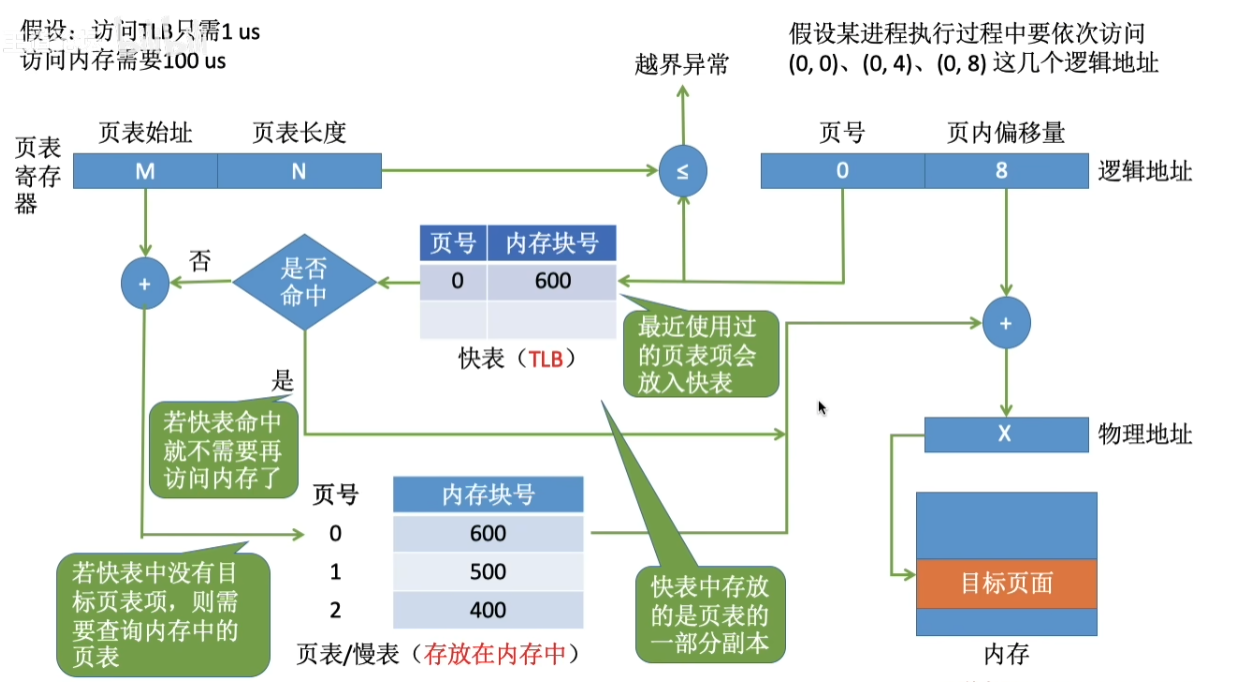 假设：访问TLB只需1 us
访问内存需要100 us
假设某进程执行过程中要依次访问
(0, 0)、(0, 4)、(0, 8) 这几个逻辑地址
越界异常
页表始址
页表长度
页号
页内偏移量
页表
寄存
器
M
N
≤
0
8
逻辑地址
页号
内存块号
0
600
快表（TLB）
+
否
是否
命中
是
+
最近使用过
的页表项会
放入快表
若快表命中
就不需要再
访问内存了
X
物理地址
页号
内存块号
0
600
1
500
2
400
页表/慢表（存放在内存中）
若快表中没有目
标页表项，则需
要查询内存中的
页表
快表中存放
的是页表的
一部分副本
目标页面
内存